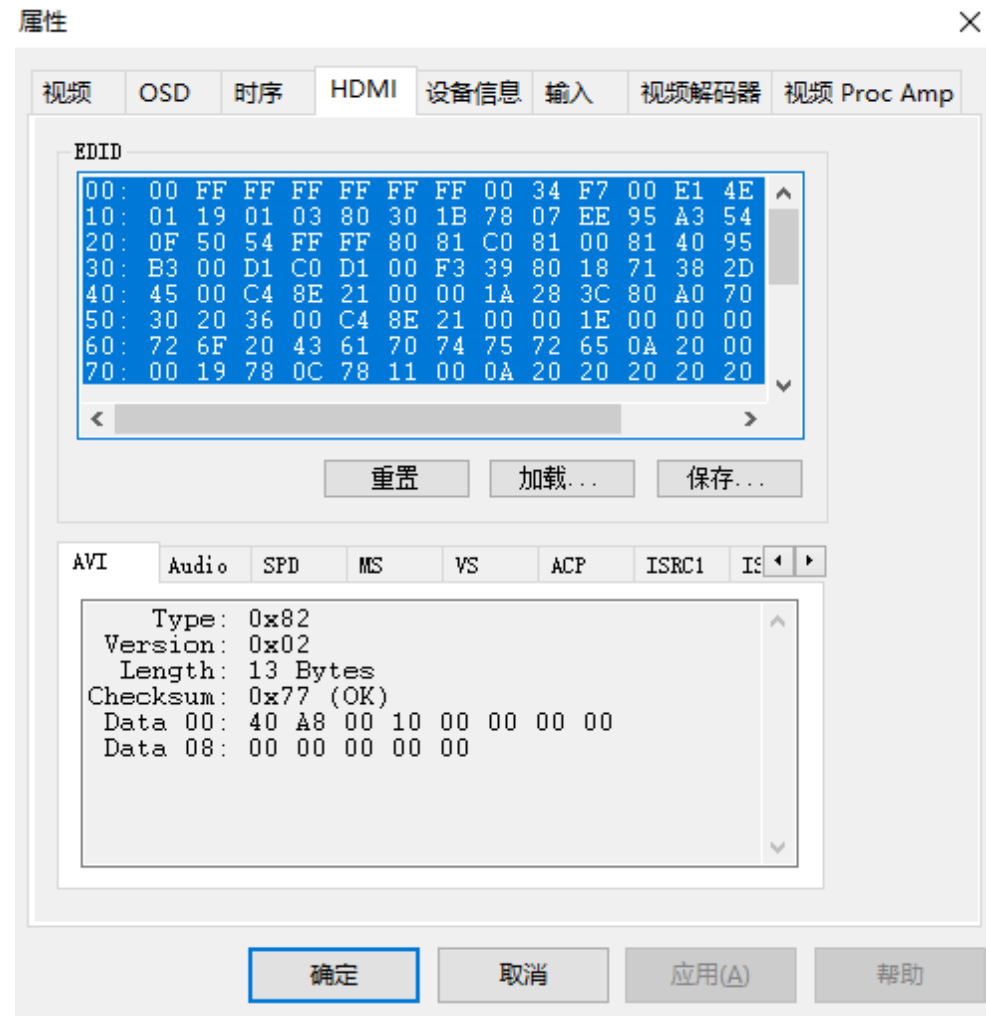 属性
视频 OSD 时序 HDMI 设备信息 输入 视频解码器 视频 Proc Amp
EDID
00: 00 FF FF FF FF FF FF 00 34 F7 00 E1 4E
10: 01 19 01 03 80 30 1B 78 07 EE 95 A3 54
20: 0F 50 54 FF FF 80 81 C0 81 00 81 40 95
30: B3 00 D1 C0 D1 00 F3 39 80 18 71 38 2D
40: 45 00 C4 8E 21 00 00 1A 28 3C 80 A0 70
50: 30 20 36 00 C4 8E 21 00 00 1E 00 00 00
60: 72 6F 20 43 61 70 74 75 72 65 0A 20 00
70: 00 19 78 0C 78 11 00 0A 20 20 20 20 20
重置 加载... 保存...
AVI Audio SPD MS VS ACP ISRC1
Type: 0x82
Version: 0x02
Length: 13 Bytes
Checksum: 0x77 (OK)
Data 00: 40 A8 00 10 00 00 00 00
Data 08: 00 00 00 00 00
确定 取消 应用(A) 帮助